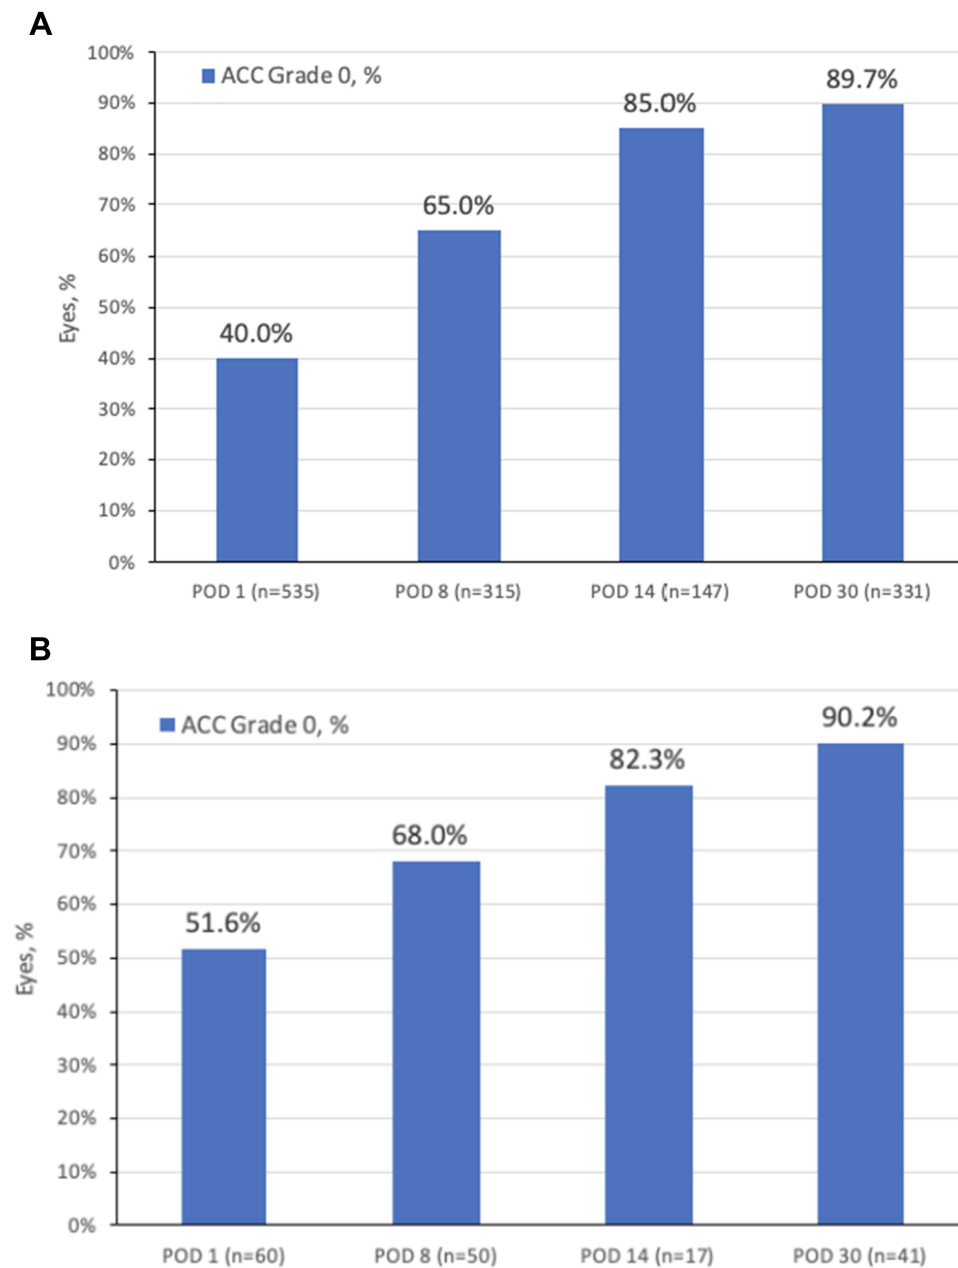 A
100%
ACC Grade 0, %
89.7%
85.0%
90%
80%
70%
65.0%
60%
50%
Eyes, %
40.0%
40%
30%
20%
10%
0%
POD 1 (n=535)
POD 8 (n=315)
POD 14 (n=147)
POD 30 (n=331)
B
100%
ACC Grade 0, %
90.2%
90%
82.3%
80%
68.0%
70%
60%
51.6%
50%
Eyes, %
40%
30%
20%
10%
0%
POD 1 (n=60)
POD 8 (n=50)
POD 14 (n=17)
POD 30 (n=41)